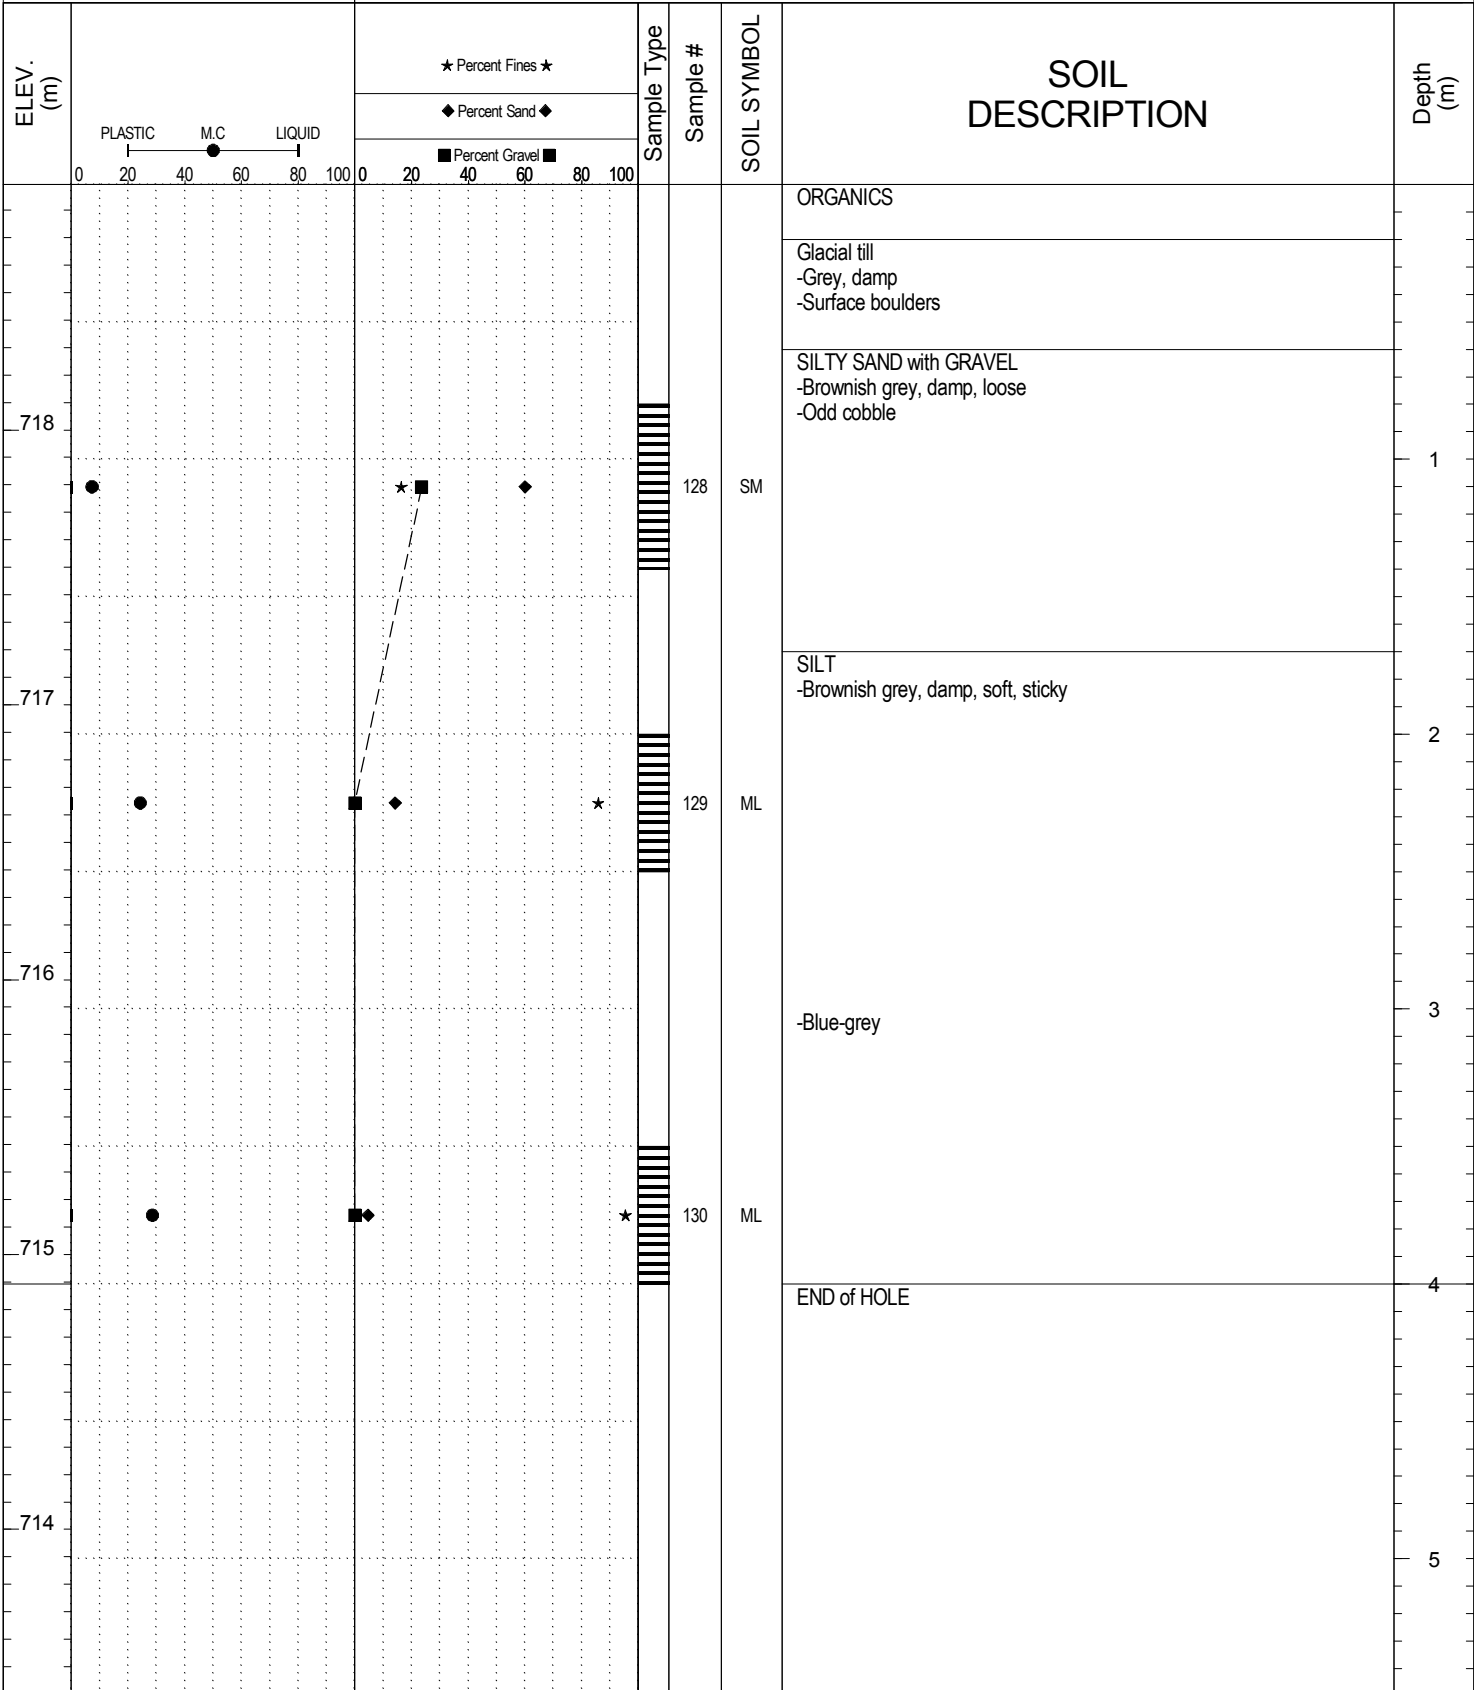 ELEV.
(m)
PLASTIC M.C LIQUID
0 20 40 60 80 100
★ Percent Fines ★
◆ Percent Sand ◆
■ Percent Gravel ■
0 20 40 60 80 100
Sample Type
Sample #
SOIL SYMBOL
SOIL
DESCRIPTION
Depth
(m)
ORGANICS
Glacial till
-Grey, damp
-Surface boulders
SILTY SAND with GRAVEL
-Brownish grey, damp, loose
-Odd cobble
718
1
128 SM
SILT
-Brownish grey, damp, soft, sticky
717
2
129 ML
716
3
-Blue-grey
130 ML
715
4
END of HOLE
714
5